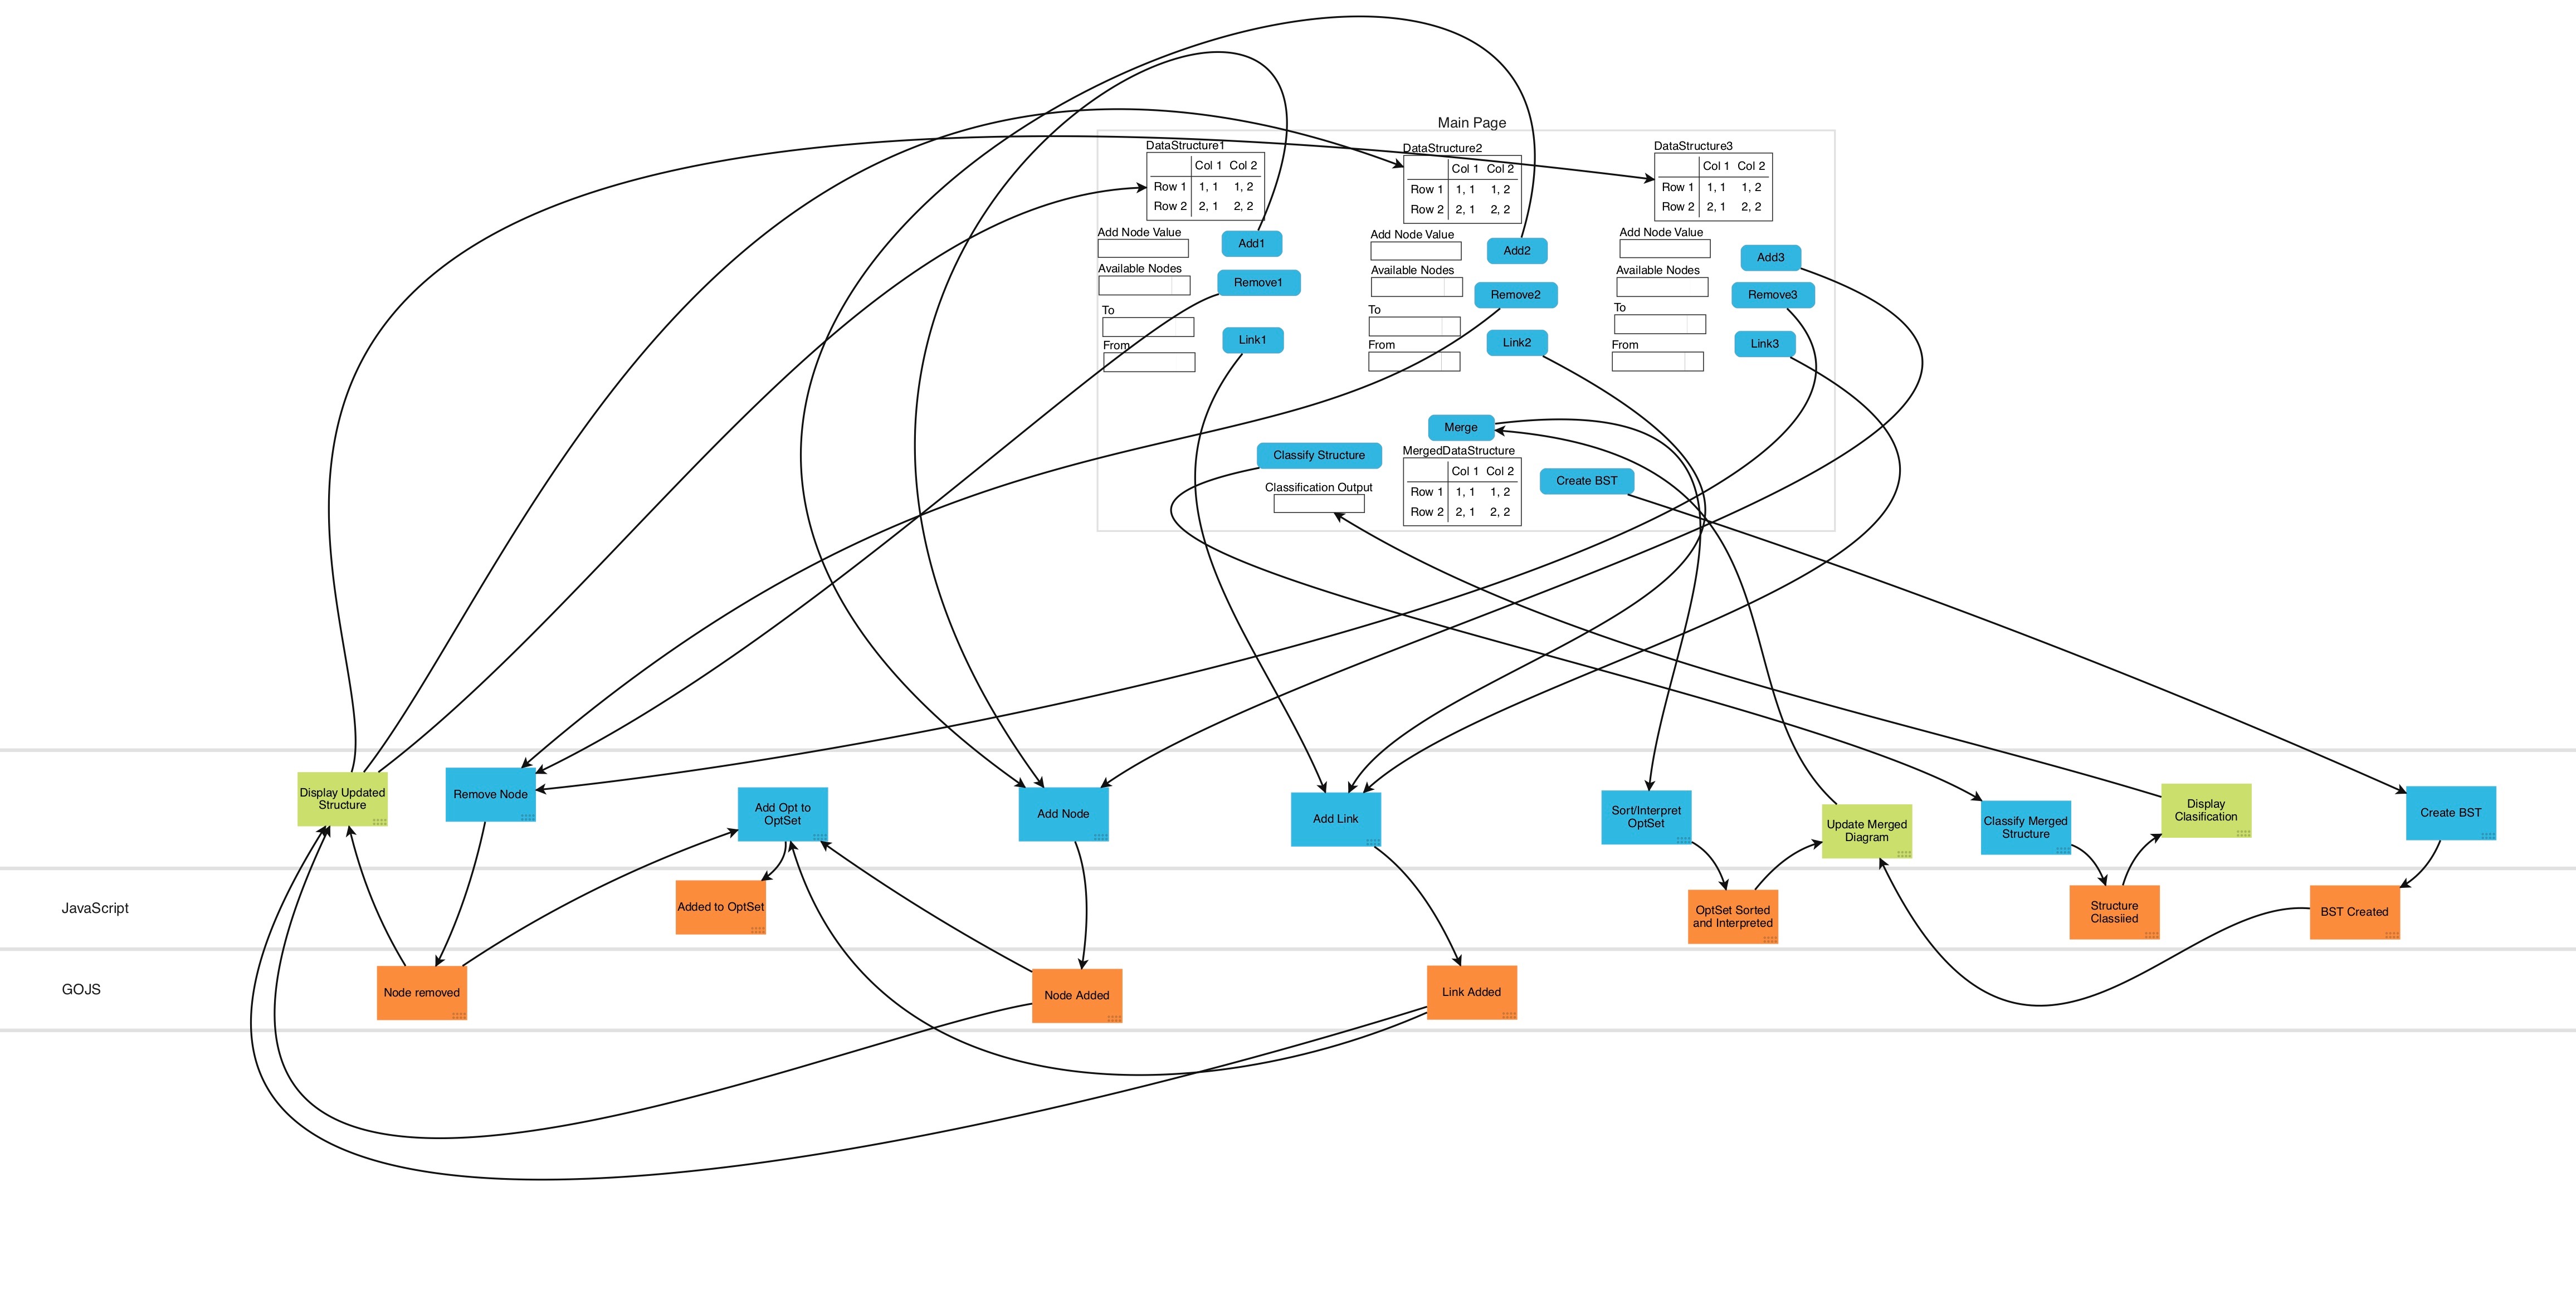 Main Page
DataStructure1
Col 1 Col 2
Row 1 1, 1 1, 2
Row 2 2, 1 2, 2
Add Node Value
Add1
Available Nodes
Remove1
To
Link1
From
DataStructure2
Col 1 Col 2
Row 1 1, 1 1, 2
Row 2 2, 1 2, 2
Add Node Value
Add2
Available Nodes
Remove2
To
Link2
From
DataStructure3
Col 1 Col 2
Row 1 1, 1 1, 2
Row 2 2, 1 2, 2
Add Node Value
Add3
Available Nodes
Remove3
To
Link3
From
Merge
Classify Structure
Classification Output
MergedDataStructure
Col 1 Col 2
Row 1 1, 1 1, 2
Row 2 2, 1 2, 2
Create BST
Display Updated
Structure
Remove Node
Add Opt to
OptSet
Add Node
Add Link
Sort/Interpret
OptSet
Update Merged
Diagram
Classify Merged
Structure
Display
Clasification
Create BST
JavaScript
Added to OptSet
OptSet Sorted
and Interpreted
Structure
Classiied
BST Created
GOJS
Node removed
Node Added
Link Added